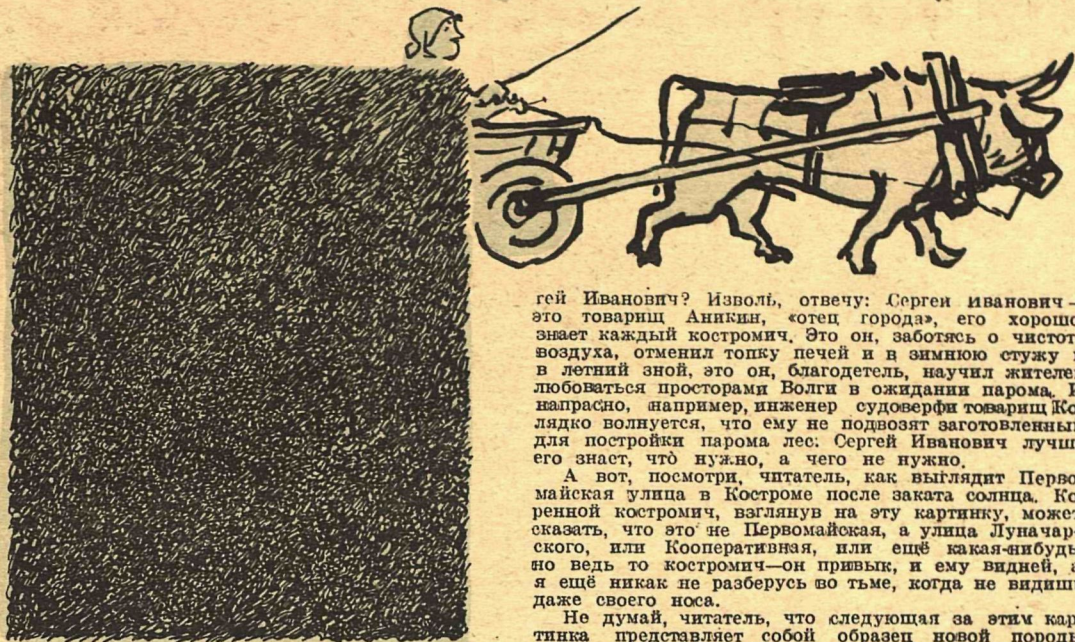 гей Иванович? Изволь, отвечу: Сергей Иванович —
это товарищ Аникин, «отец города», его хорошо
знает каждый костромич. Это он, заботясь о чистот
воздуха, отменил топку печей и в зимнюю стужу
в летний зной, это он, благодетель, научил жителе
любоваться просторами Волги в ожидании парома. И
напрасно, например, инженер судоверфи товарищ Ко
лядко волнуется, что ему не подвозят заготовленный
для постройки парома лес: Сергей Иванович лучш
его знает, что̀ нужно, а чего не нужно.
А вот, посмотри, читатель, как выглядит Перво
майская улица в Костроме после заката солнца. Ко
ренной костромич, взглянув на эту картинку, может
сказать, что это не Первомайская, а улица Луначар-
ского, или Кооперативная, или ещё какая-нибудь
но ведь то костромич—он привык, и ему видней, а
я ещё никак не разберусь во тьме, когда не видиш
даже своего носа.
Не думай, читатель, что следующая за этим кар
тинка представляет собой образец новой породы